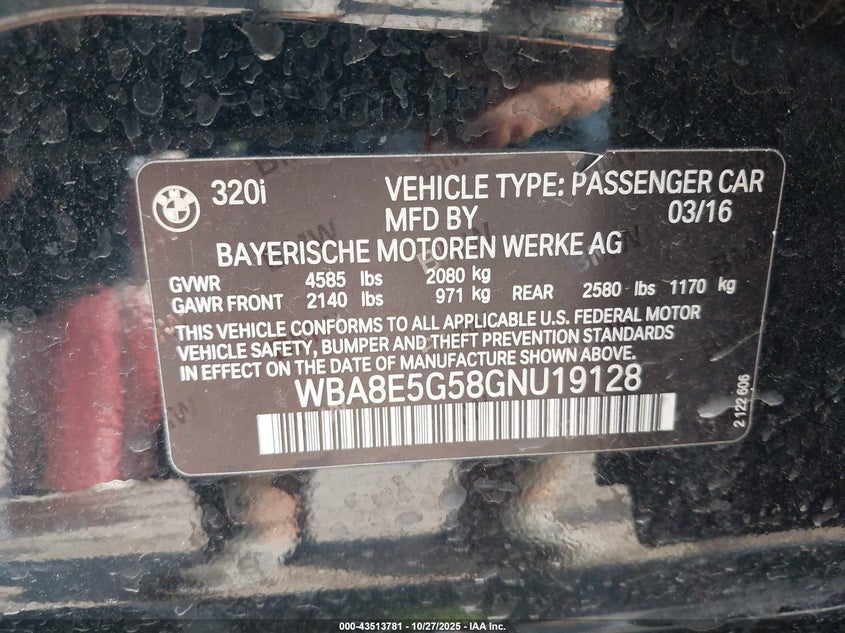 320i VEHICLE TYPE: PASSENGER CAR
MFD BY 03/16
BAYERISCHE MOTOREN WERKE AG
GVWR 4585 lbs 2080 kg
GAWR FRONT 2140 lbs 971 kg REAR 2580 lbs 1170 kg
THIS VEHICLE CONFORMS TO ALL APPLICABLE U.S. FEDERAL MOTOR
VEHICLE SAFETY, BUMPER AND THEFT PREVENTION STANDARDS
IN EFFECT ON THE DATE OF MANUFACTURE SHOWN ABOVE.
WBA8E5G58GNU19128
2 122 606
000-43513781 - 10/27/2025 - IAA Inc.